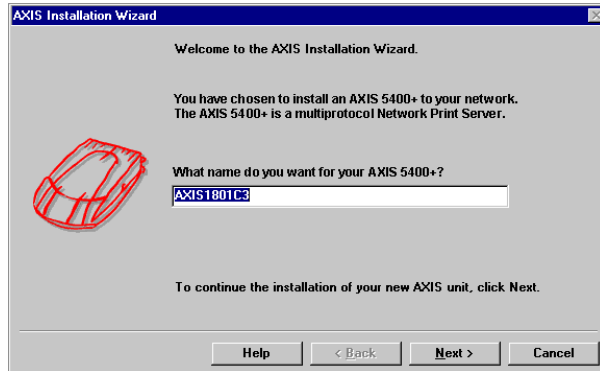 AXIS Installation Wizard
Welcome to the AXIS Installation Wizard.
You have chosen to install an AXIS 5400+ to your network.
The AXIS 5400+ is a multiprotocol Network Print Server.
What name do you want for your AXIS 5400+?
AXIS1801C3
To continue the installation of your new AXIS unit, click Next.
Help < Back Next > Cancel